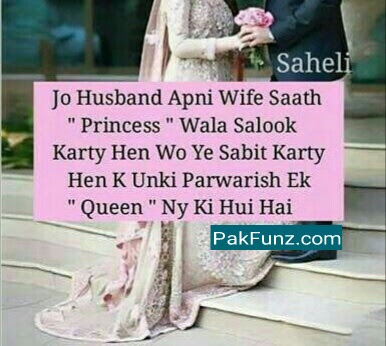 Saheli
Jo Husband Apni Wife Saath
" Princess " Wala Salook
Karty Hen Wo Ye Sabit Karty
Hen K Unki Parwarish Ek
" Queen " Ny Ki Hui Hai
PakFunz.com